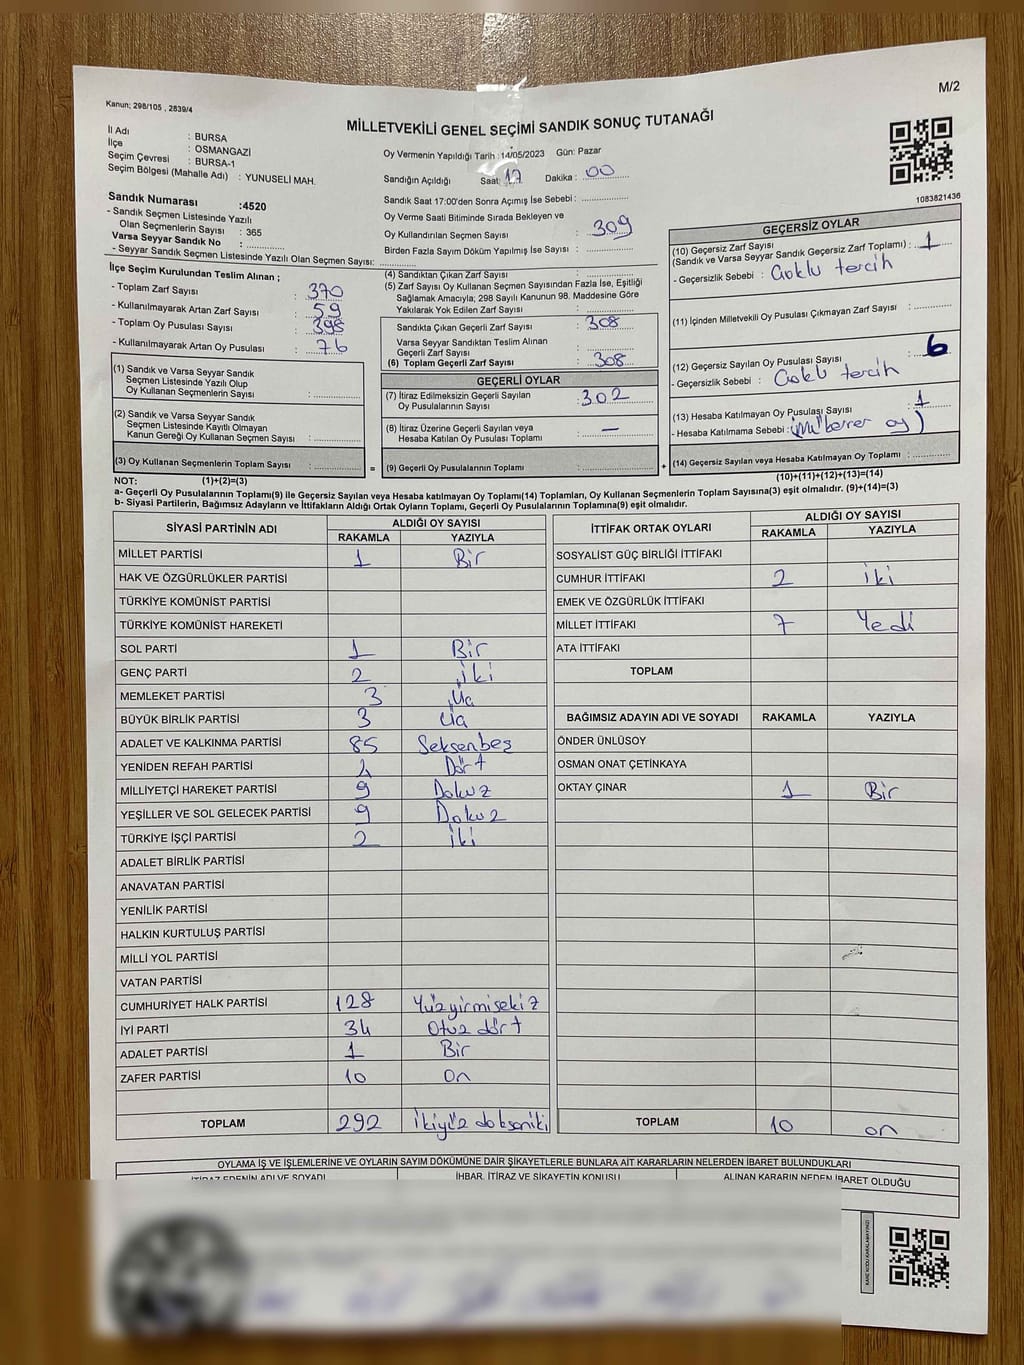 M/2
Kanun; 298/105 , 2839/4
MİLLETVEKİLİ GENEL SEÇİMİ SANDIK SONUÇ TUTANAĞI
1083821436
İl Adı : BURSA
İlçe : OSMANGAZİ
Seçim Çevresi : BURSA-1
Seçim Bölgesi (Mahalle Adı) : YUNUSELİ MAH.
Sandık Numarası :4520
- Sandık Seçmen Listesinde Yazılı
Olan Seçmenlerin Sayısı : 365
Varsa Seyyar Sandık No :
- Seyyar Sandık Seçmen Listesinde Yazılı Olan Seçmen Sayısı:
İlçe Seçim Kurulundan Teslim Alınan ;
- Toplam Zarf Sayısı : 370
- Kullanılmayarak Artan Zarf Sayısı : 59
- Toplam Oy Pusulası Sayısı :
- Kullanılmayarak Artan Oy Pusulası : 76
(1) Sandık ve Varsa Seyyar Sandık
Seçmen Listesinde Yazılı Olup
Oy Kullanan Seçmenlerin Sayısı :
(2) Sandık ve Varsa Seyyar Sandık
Seçmen Listesinde Kayıtlı Olmayan
Kanun Gereği Oy Kullanan Seçmen Sayısı :
(3) Oy Kullanan Seçmenlerin Toplam Sayısı :
Oy Vermenin Yapıldığı Tarih :14/05/2023 Gün: Pazar
Sandığın Açıldığı Saat: 17 Dakika : 00
Sandık Saat 17:00'den Sonra Açımış İse Sebebi :
Oy Verme Saati Bitiminde Sırada Bekleyen ve
Oy Kullandırılan Seçmen Sayısı : 309
Birden Fazla Sayım Döküm Yapılmış İse Sayısı :
(4) Sandıktan Çıkan Zarf Sayısı :
(5) Zarf Sayısı Oy Kullanan Seçmen Sayısından Fazla İse, Eşitliği
Sağlamak Amacıyla; 298 Sayılı Kanunun 98. Maddesine Göre
Yakılarak Yok Edilen Zarf Sayısı :
Sandıkta Çıkan Geçerli Zarf Sayısı : 308
Varsa Seyyar Sandıktan Teslim Alınan
Geçerli Zarf Sayısı :
(6) Toplam Geçerli Zarf Sayısı : 308
GEÇERLİ OYLAR
(7) İtiraz Edilmeksizin Geçerli Sayılan
Oy Pusulalarının Sayısı : 302
(8) İtiraz Üzerine Geçerli Sayılan veya
Hesaba Katılan Oy Pusulası Toplamı : —
= (9) Geçerli Oy Pusulalarının Toplamı :
GEÇERSİZ OYLAR
(10) Geçersiz Zarf Sayısı
(Sandık ve Varsa Seyyar Sandık Geçersiz Zarf Toplamı) : 1
- Geçersizlik Sebebi : Çoklu tercih
(11) İçinden Milletvekili Oy Pusulası Çıkmayan Zarf Sayısı :
(12) Geçersiz Sayılan Oy Pusulası Sayısı : 6
- Geçersizlik Sebebi : Çoklu tercih
(13) Hesaba Katılmayan Oy Pusulası Sayısı : 1
- Hesaba Katılmama Sebebi : oy)
+ (14) Geçersiz Sayılan veya Hesaba Katılmayan Oy Toplamı :
NOT: (1)+(2)=(3)
(10)+(11)+(12)+(13)=(14)
a- Geçerli Oy Pusulalarının Toplamı(9) ile Geçersiz Sayılan veya Hesaba katılmayan Oy Toplamı(14) Toplamları, Oy Kullanan Seçmenlerin Toplam Sayısına(3) eşit olmalıdır. (9)+(14)=(3)
b- Siyasi Partilerin, Bağımsız Adayların ve İttifakların Aldığı Ortak Oyların Toplamı, Geçerli Oy Pusulalarının Toplamına(9) eşit olmalıdır.
SİYASİ PARTİNİN ADI ALDIĞI OY SAYISI
RAKAMLA YAZIYLA
MİLLET PARTİSİ 1 Bir
HAK VE ÖZGÜRLÜKLER PARTİSİ
TÜRKİYE KOMÜNİST PARTİSİ
TÜRKİYE KOMÜNİST HAREKETİ
SOL PARTİ 1 Bir
GENÇ PARTİ 2 iki
MEMLEKET PARTİSİ 3 Üç
BÜYÜK BİRLİK PARTİSİ 3 Üç
ADALET VE KALKINMA PARTİSİ 85 Seksenbeş
YENİDEN REFAH PARTİSİ 4 Dört
MİLLİYETÇİ HAREKET PARTİSİ 9 Dokuz
YEŞİLLER VE SOL GELECEK PARTİSİ 9 Dokuz
TÜRKİYE İŞÇİ PARTİSİ 2 iki
ADALET BİRLİK PARTİSİ
ANAVATAN PARTİSİ
YENİLİK PARTİSİ
HALKIN KURTULUŞ PARTİSİ
MİLLİ YOL PARTİSİ
VATAN PARTİSİ
CUMHURİYET HALK PARTİSİ 128 Yüzyirmisekiz
İYİ PARTİ 34 Otuz dört
ADALET PARTİSİ 1 Bir
ZAFER PARTİSİ 10 On
TOPLAM 292 ikiyüz doksaniki
İTTİFAK ORTAK OYLARI ALDIĞI OY SAYISI
RAKAMLA YAZIYLA
SOSYALİST GÜÇ BİRLİĞİ İTTİFAKI
CUMHUR İTTİFAKI 2 iki
EMEK VE ÖZGÜRLÜK İTTİFAKI
MİLLET İTTİFAKI 7 Yedi
ATA İTTİFAKI
TOPLAM
BAĞIMSIZ ADAYIN ADI VE SOYADI RAKAMLA YAZIYLA
ÖNDER ÜNLÜSOY
OSMAN ONAT ÇETİNKAYA
OKTAY ÇINAR 1 Bir
TOPLAM 10 on
OYLAMA İŞ VE İŞLEMLERİNE VE OYLARIN SAYIM DÖKÜMÜNE DAİR ŞİKAYETLERLE BUNLARA AİT KARARLARIN NELERDEN İBARET BULUNDUKLARI
İTİRAZ EDENİN ADI VE SOYADI İHBAR, İTİRAZ VE ŞİKAYETİN KONUSU ALINAN KARARIN NEDEN İBARET OLDUĞU